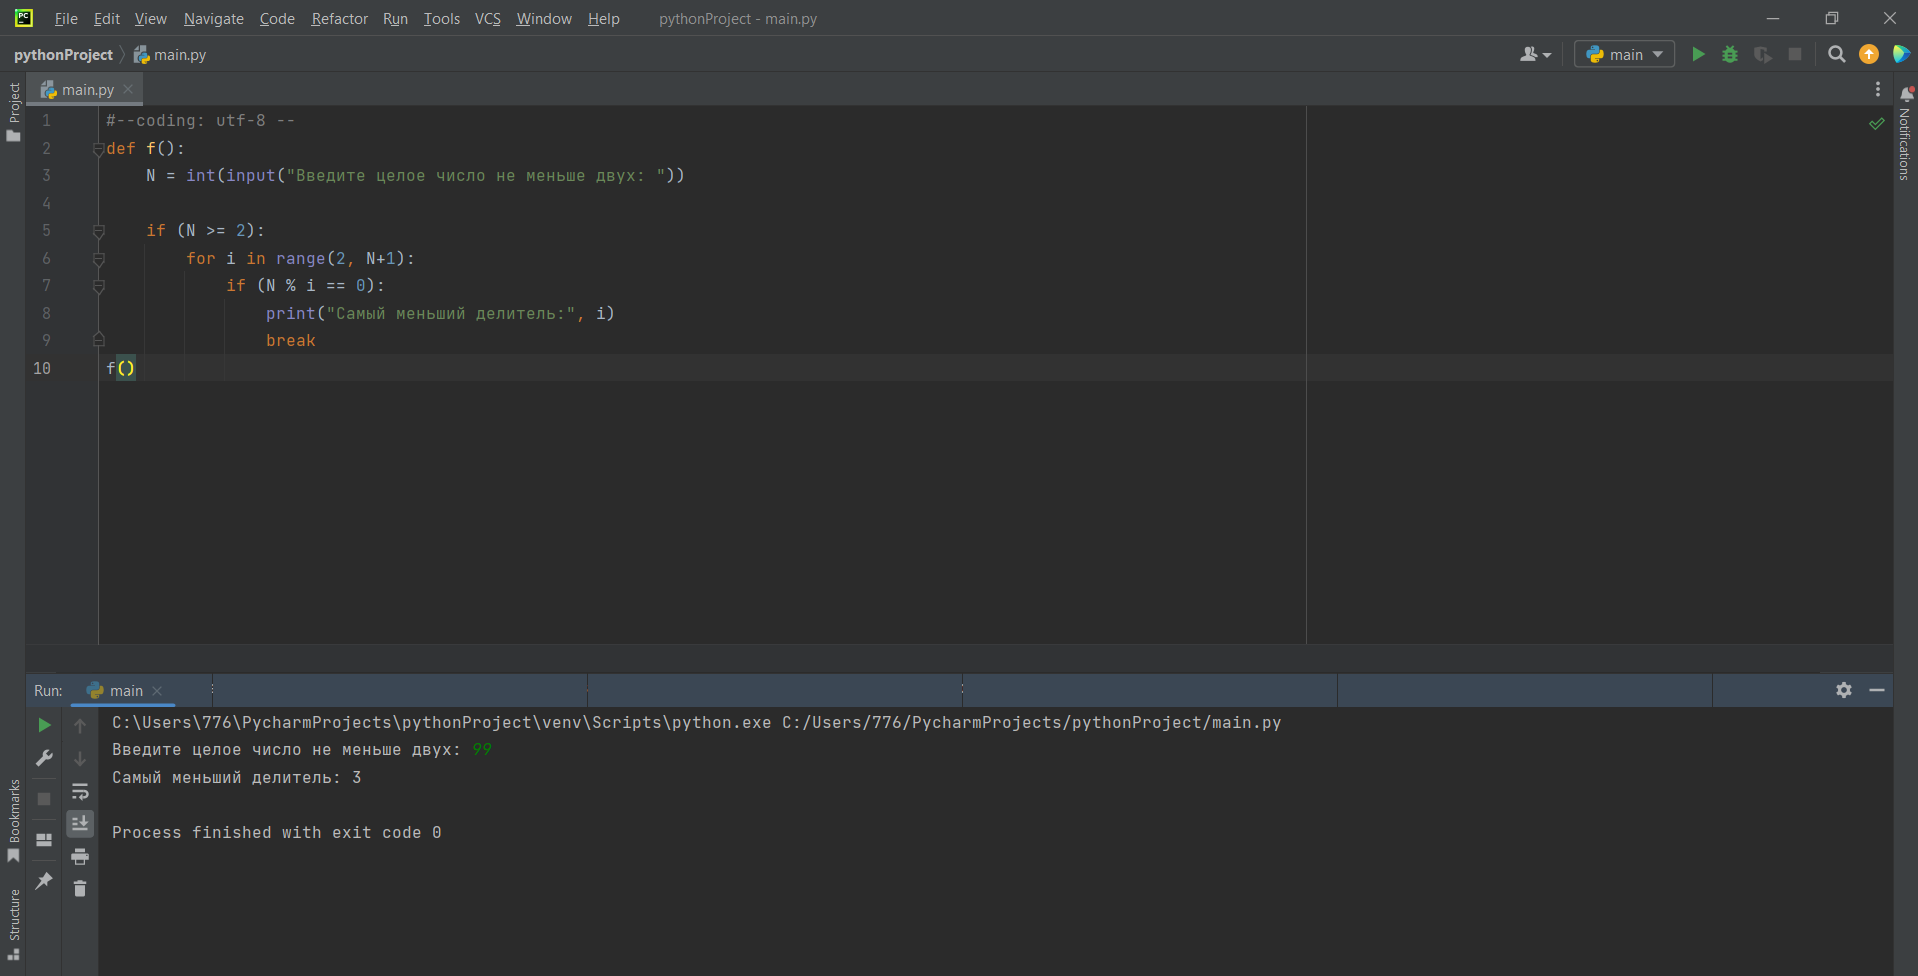 PC File Edit View Navigate Code Refactor Run Tools VCS Window Help pythonProject - main.py
pythonProject main.py main
Project
main.py
Notifications
1 #--coding: utf-8 --
2 def f():
3 N = int(input("Введите целое число не меньше двух: "))
4
5 if (N >= 2):
6 for i in range(2, N+1):
7 if (N % i == 0):
8 print("Самый меньший делитель:", i)
9 break
10 f()
Run: main
C:\Users\776\PycharmProjects\pythonProject\venv\Scripts\python.exe C:/Users/776/PycharmProjects/pythonProject/main.py
Введите целое число не меньше двух: 99
Самый меньший делитель: 3
Process finished with exit code 0
Bookmarks
Structure